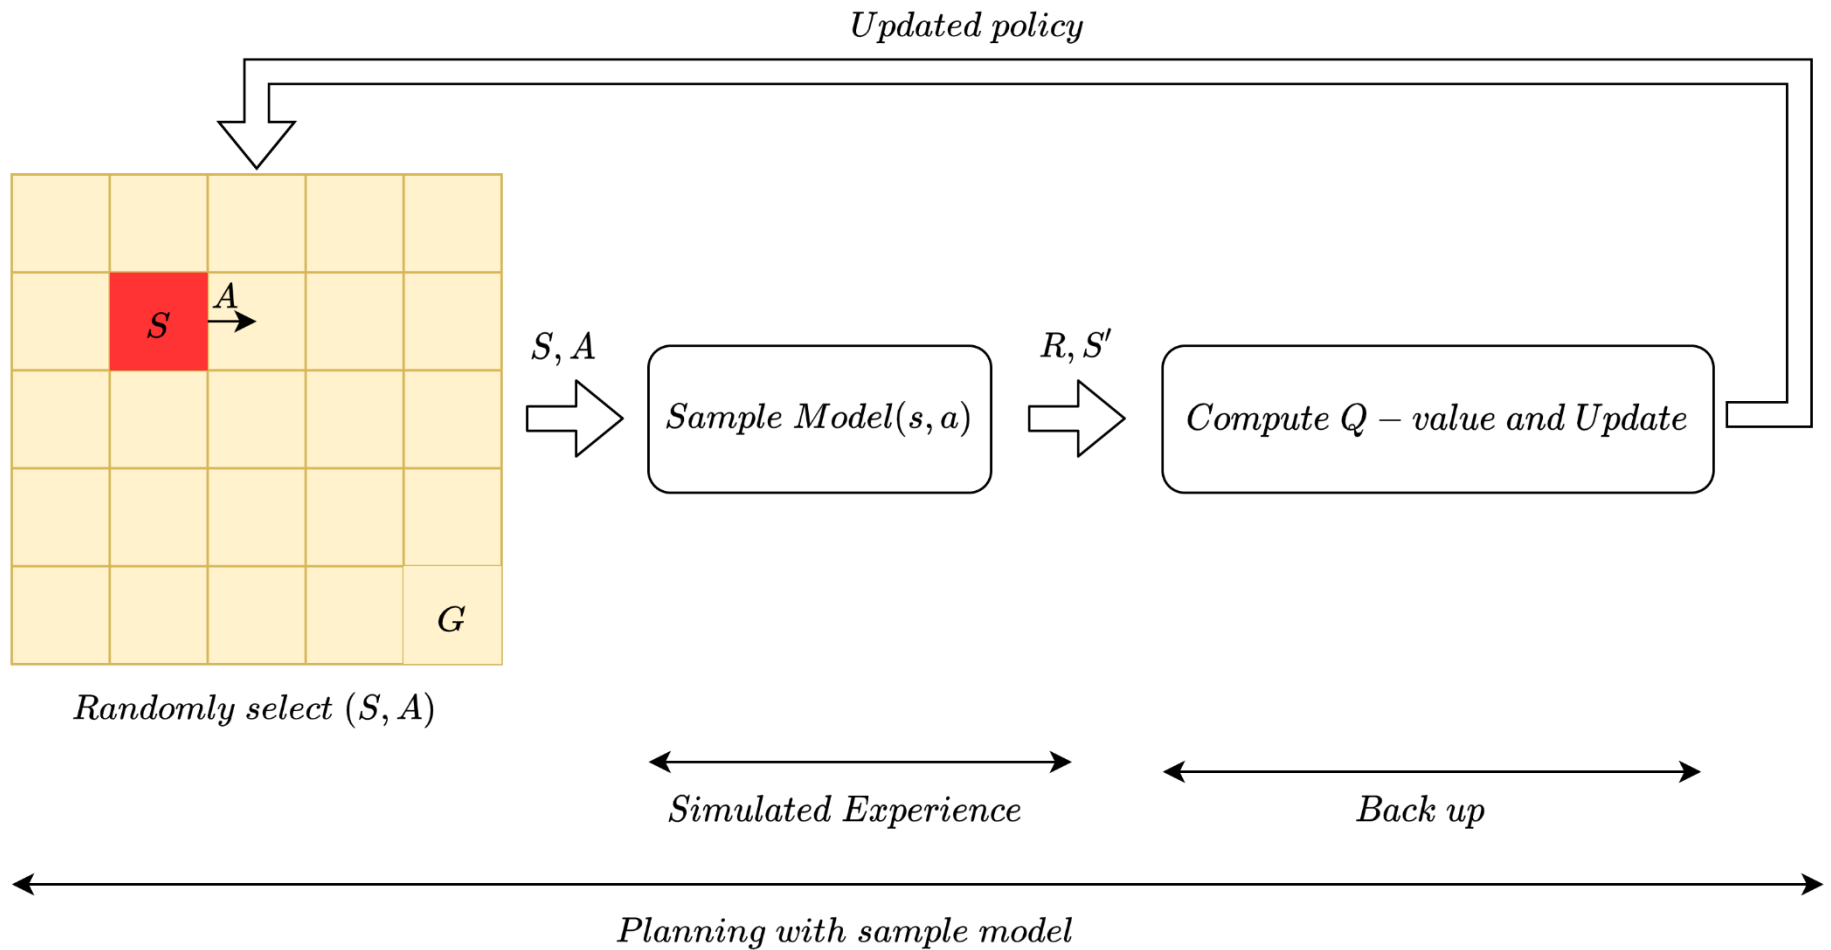 Updated policy
A
S
S, A
R, S′
Sample Model(s, a)
Compute Q − value and Update
G
Randomly select (S, A)
Simulated Experience
Back up
Planning with sample model